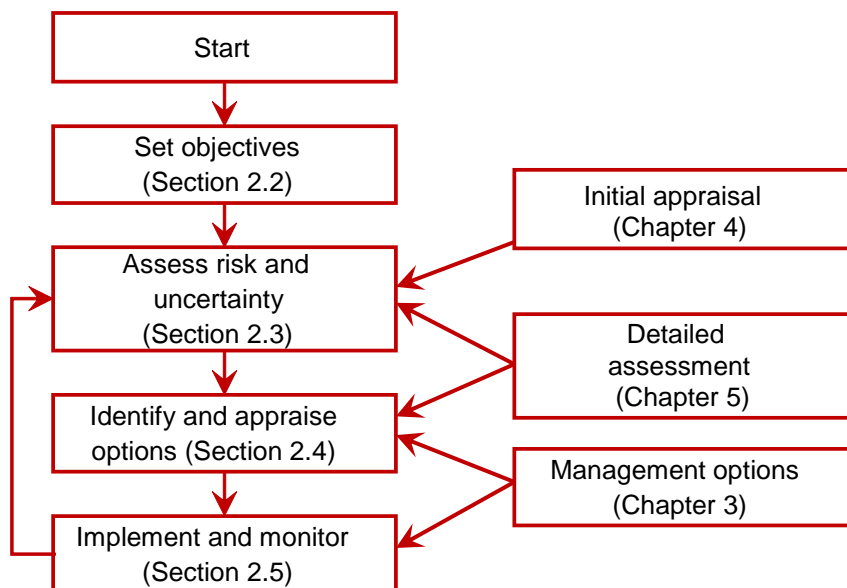 Start
Set objectives
(Section 2.2)
Assess risk and
uncertainty
(Section 2.3)
Identify and appraise
options (Section 2.4)
Implement and monitor
(Section 2.5)
Initial appraisal
(Chapter 4)
Detailed
assessment
(Chapter 5)
Management options
(Chapter 3)